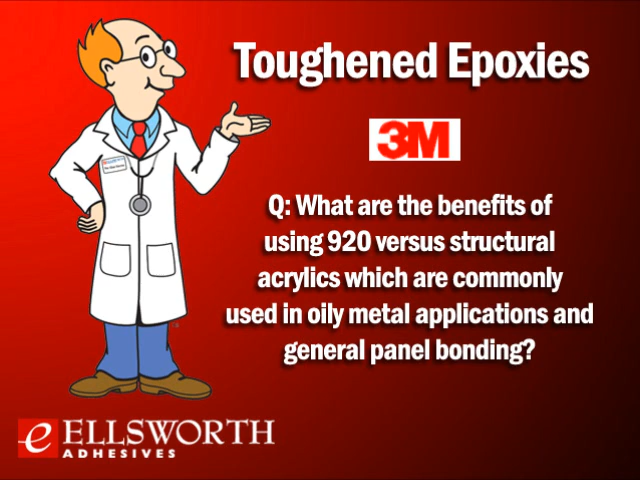 Toughened Epoxies
3M
Q: What are the benefits of
using 920 versus structural
acrylics which are commonly
used in oily metal applications and
general panel bonding?
e ELLSWORTH
ADHESIVES